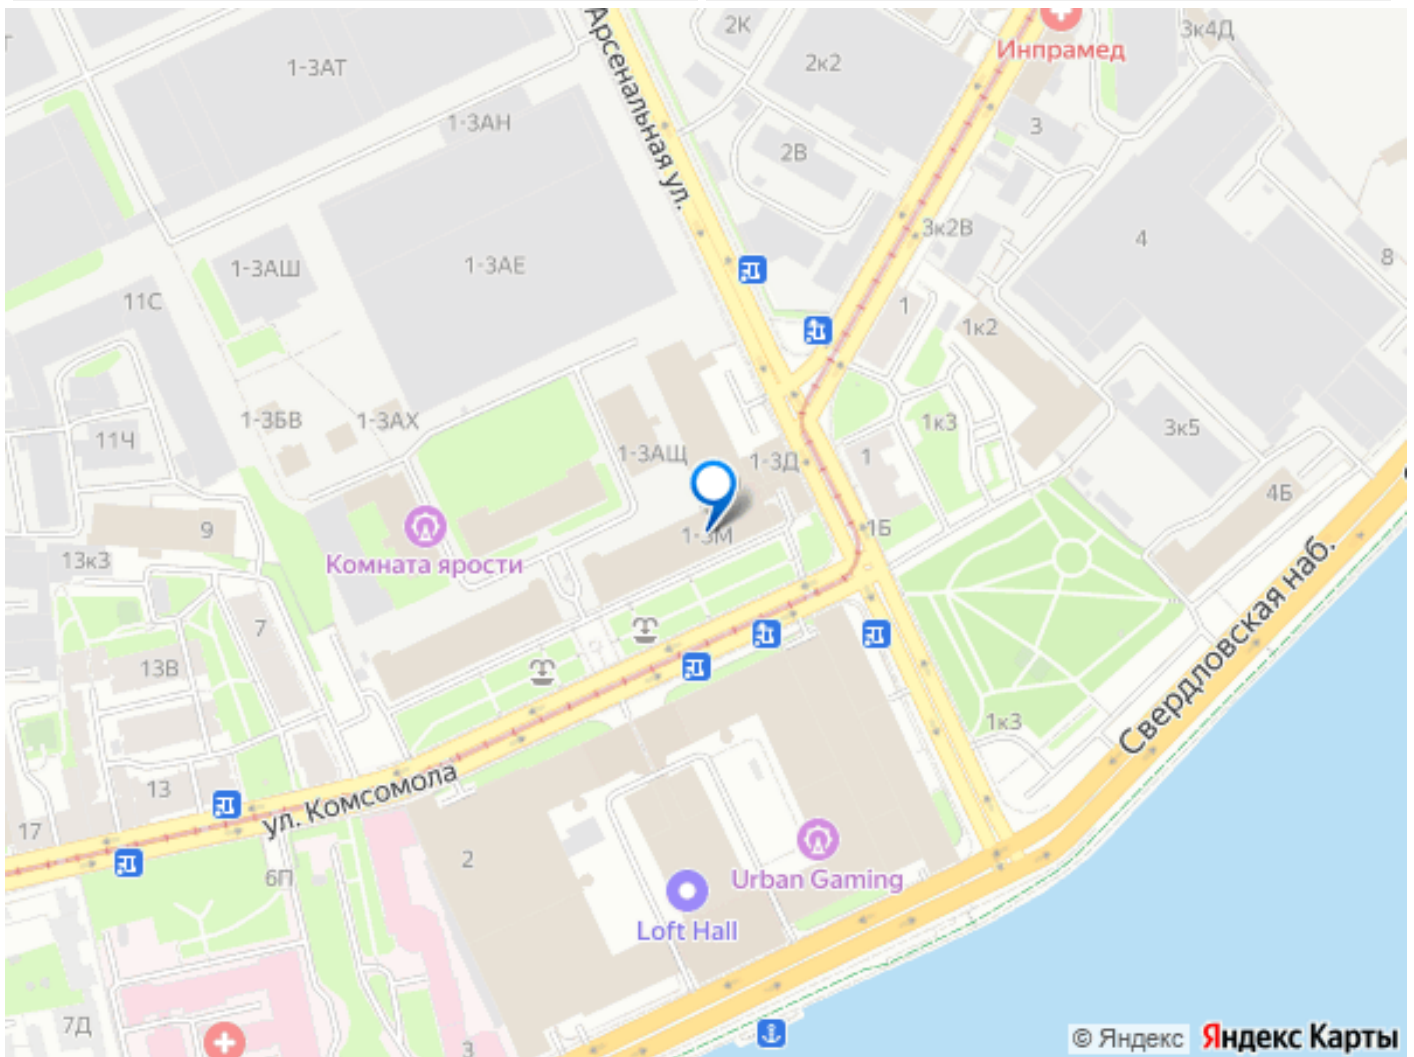 2К
3к4Д
Инпрамед
1-3АТ
2к2
Арсенальная ул.
1-3АН
3
2В
3к2В
4
8
1-3АШ
1-3АЕ
11С
1
1к2
1-3БВ
1-3АХ
1к3
3к5
11Ч
1-3АЩ
1-3Д
1
4Б
9
1-3М
1Б
Комната ярости
13к3
7
13В
Свердловская наб.
1к3
13
ул. Комсомола
17
2
6П
Urban Gaming
Loft Hall
7Д
3
© Яндекс Яндекс Карты